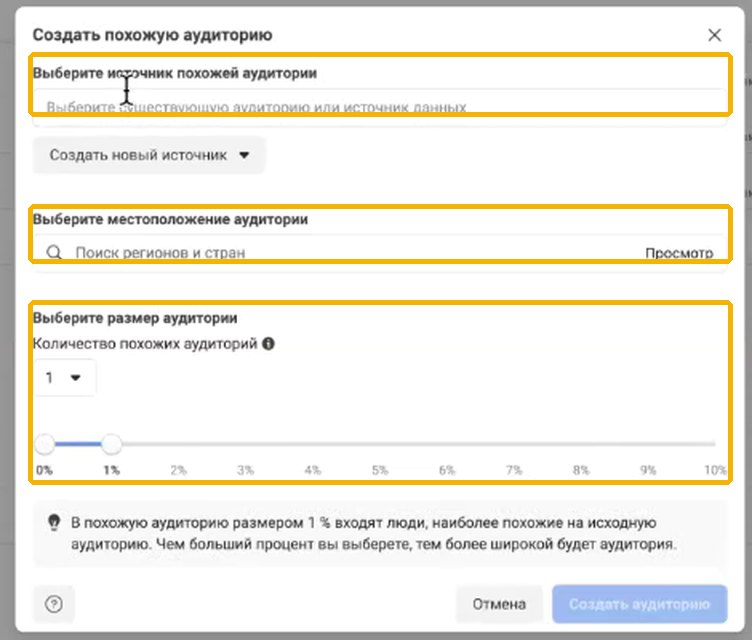 Создать похожую аудиторию
Выберите источник похожей аудитории
Выберите существующую аудиторию или источник данных
Создать новый источник
Выберите местоположение аудитории
Поиск регионов и стран
Просмотр
Выберите размер аудитории
Количество похожих аудиторий
1
0% 1% 2% 3% 4% 5% 6% 7% 8% 9% 10%
В похожую аудиторию размером 1 % входят люди, наиболее похожие на исходную
аудиторию. Чем больший процент вы выберете, тем более широкой будет аудитория.
Отмена
Создать аудиторию